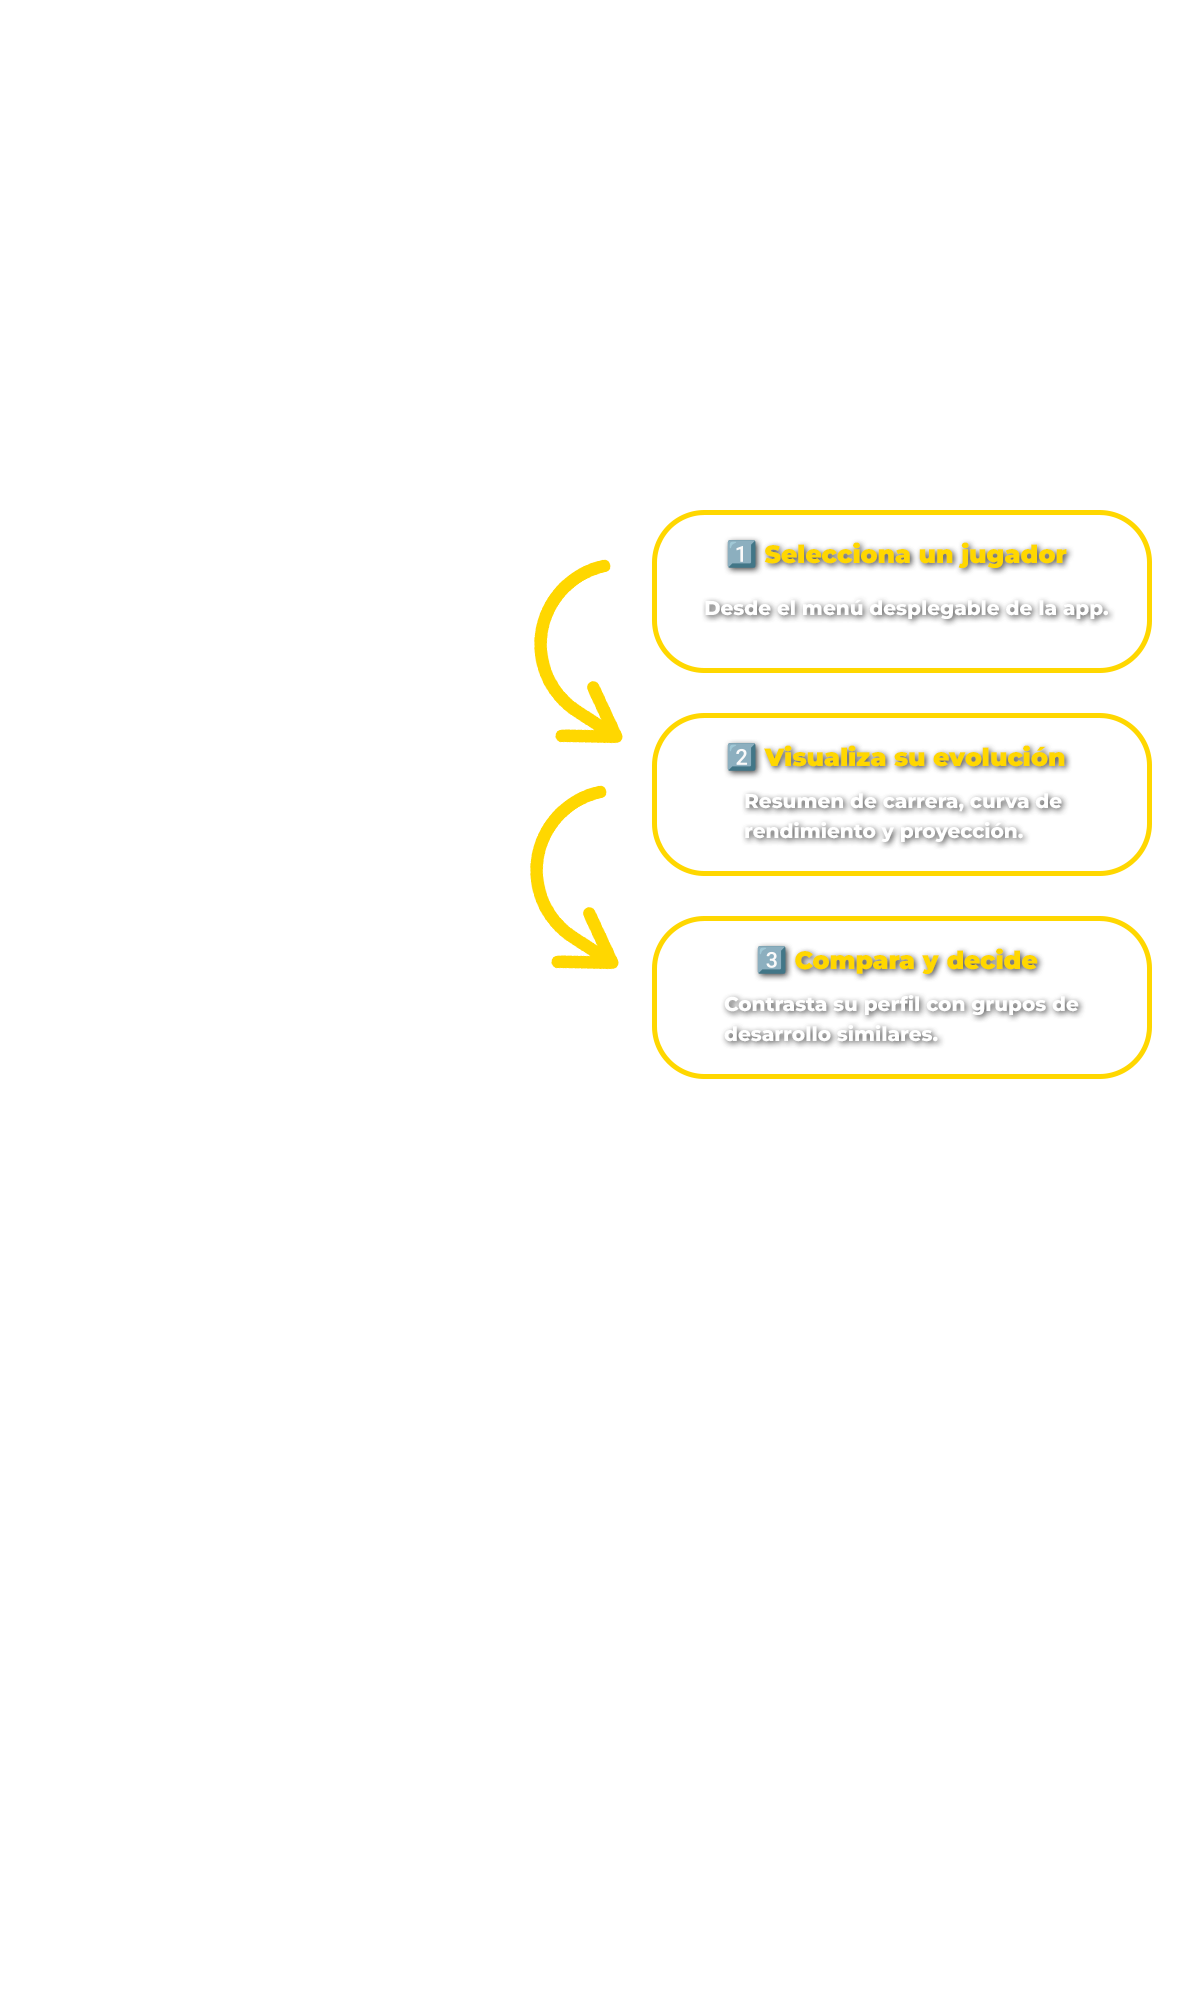 1️⃣ Selecciona un jugador
Desde el menú desplegable de la app.
2️⃣ Visualiza su evolución
Resumen de carrera, curva de
rendimiento y proyección.
3️⃣ Compara y decide
Contrasta su perfil con grupos de
desarrollo similares.